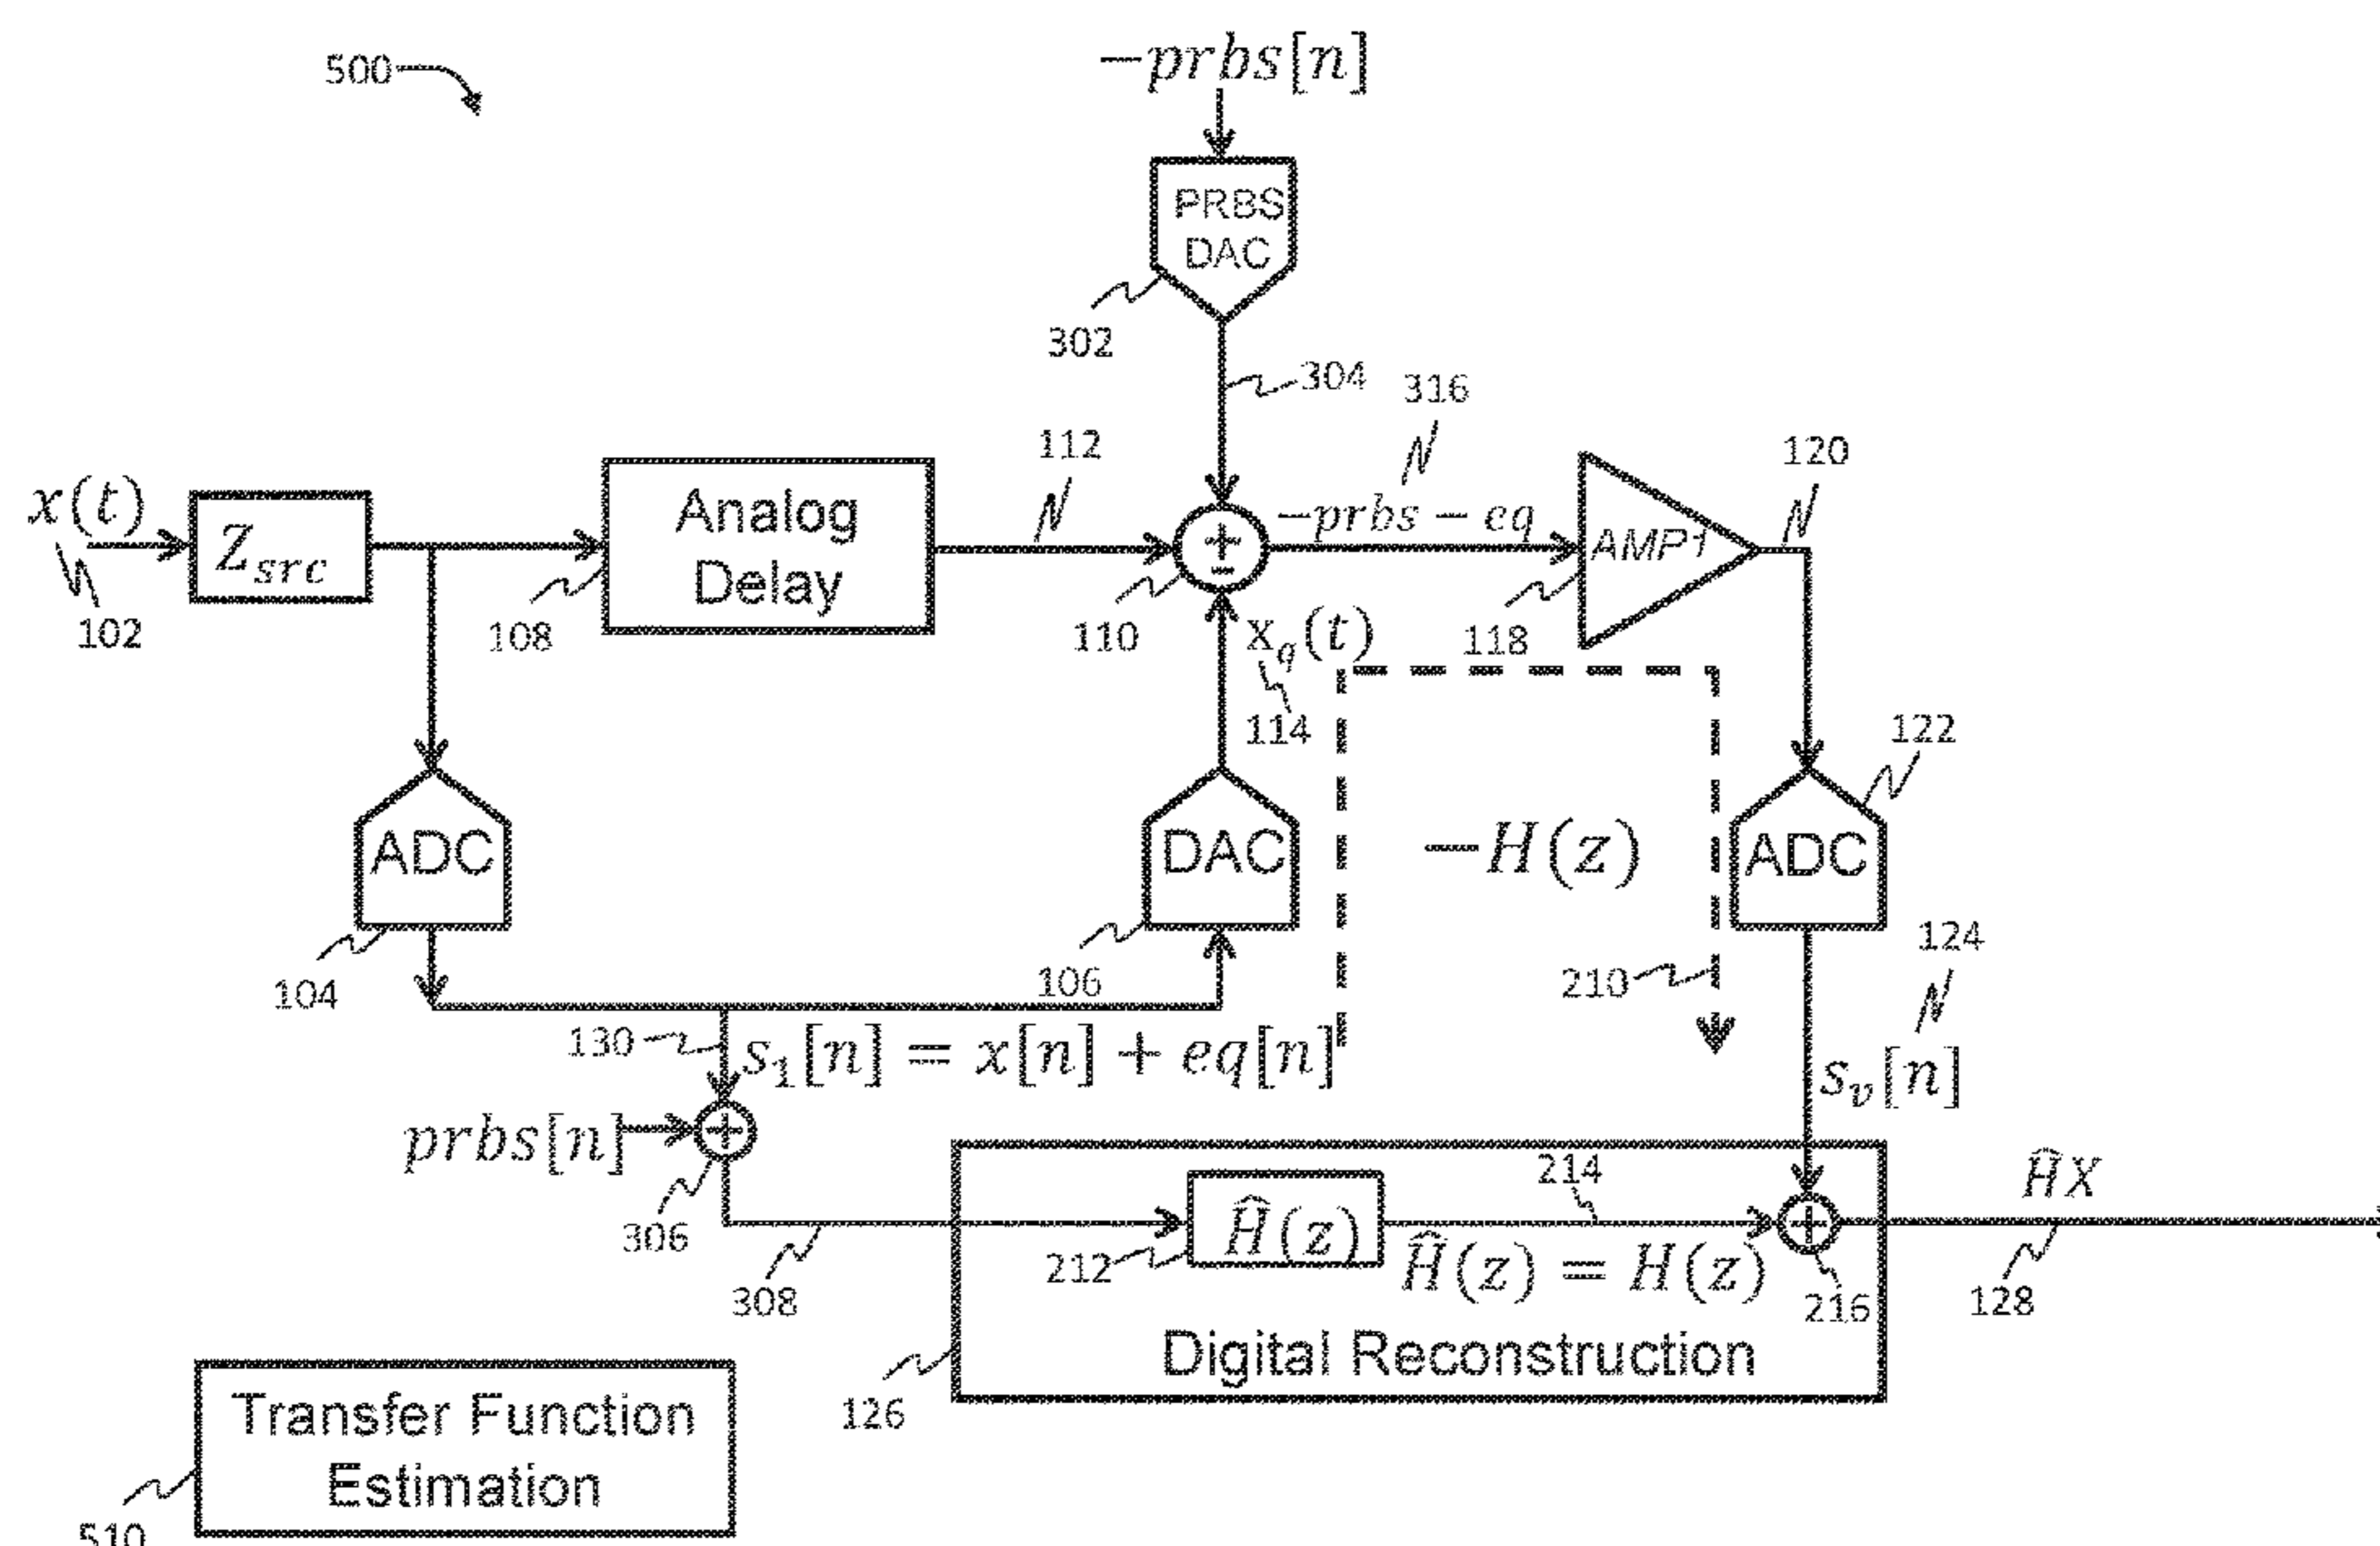 500
−prbs[n]
PRBS
DAC
302
304
316
112
120
x(t)
Z_src
Analog
Delay
+
−
−prbs − eq
AMP1
102
108
110
x_q(t)
118
114
122
ADC
DAC
−H(z)
ADC
124
104
106
210
130
s_1[n] = x[n] + eq[n]
s_v[n]
prbs[n]
+
214
ĤX
306
Ĥ(z)
+
212
Ĥ(z) = H(z)
308
216
128
Digital Reconstruction
126
Transfer Function
Estimation
510